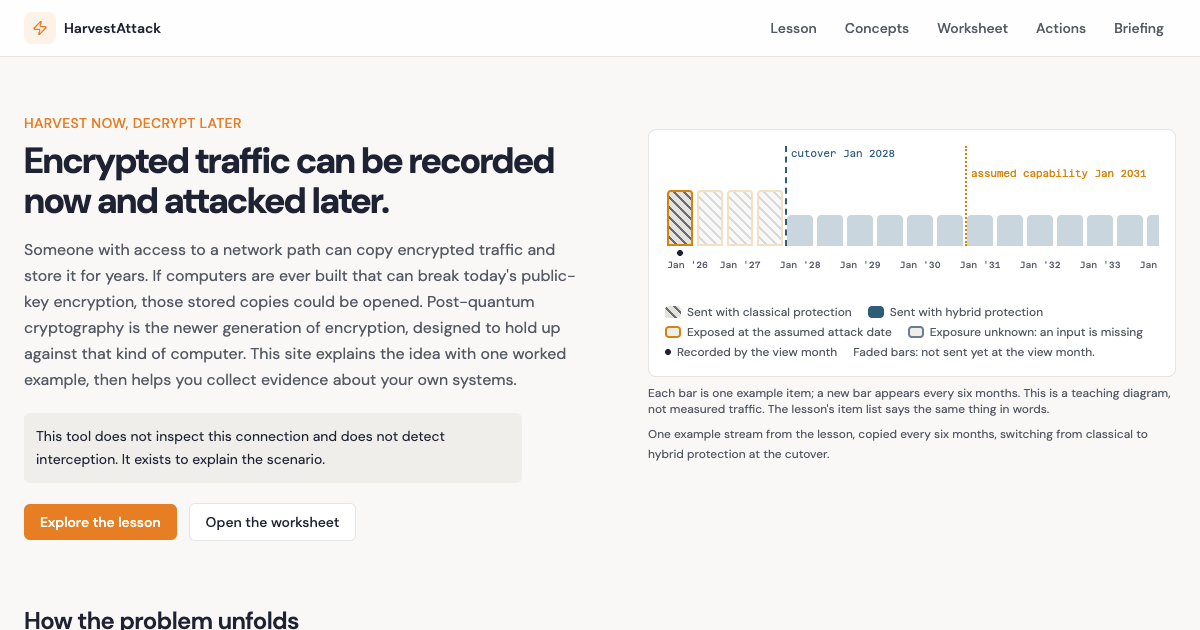 HarvestAttack
Lesson
Concepts
Worksheet
Actions
Briefing
HARVEST NOW, DECRYPT LATER
Encrypted traffic can be recorded
now and attacked later.
Someone with access to a network path can copy encrypted traffic and
store it for years. If computers are ever built that can break today's public-
key encryption, those stored copies could be opened. Post-quantum
cryptography is the newer generation of encryption, designed to hold up
against that kind of computer. This site explains the idea with one worked
example, then helps you collect evidence about your own systems.
This tool does not inspect this connection and does not detect
interception. It exists to explain the scenario.
Explore the lesson
Open the worksheet
cutover Jan 2028
assumed capability Jan 2031
Jan '26 Jan '27 Jan '28 Jan '29 Jan '30 Jan '31 Jan '32 Jan '33 Jan
Sent with classical protection
Sent with hybrid protection
Exposed at the assumed attack date
Exposure unknown: an input is missing
Recorded by the view month
Faded bars: not sent yet at the view month.
Each bar is one example item; a new bar appears every six months. This is a teaching diagram,
not measured traffic. The lesson's item list says the same thing in words.
One example stream from the lesson, copied every six months, switching from classical to
hybrid protection at the cutover.
How the problem unfolds